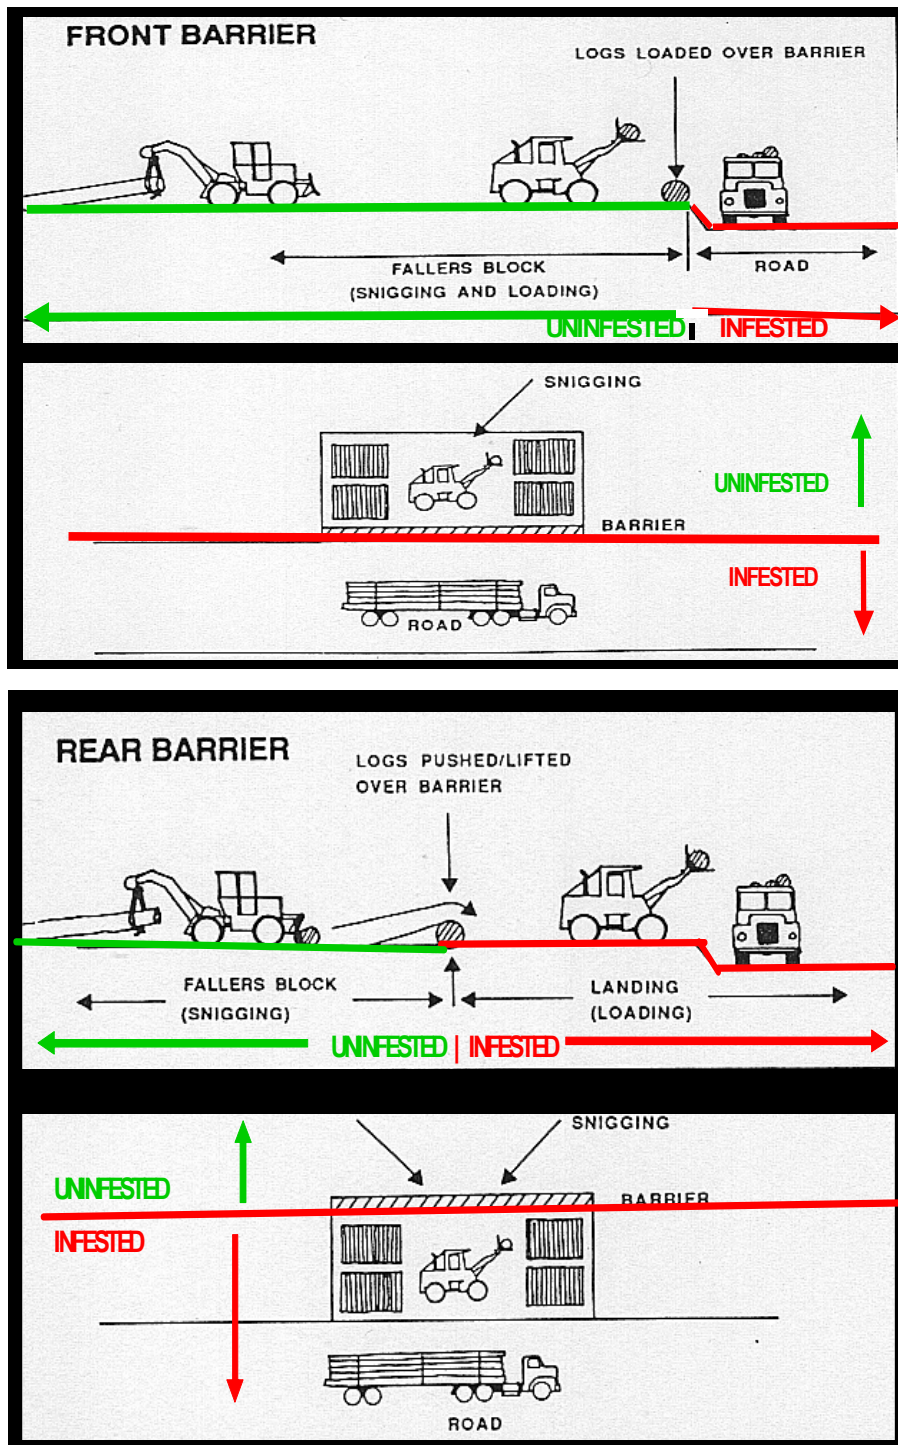 FRONT BARRIER
LOGS LOADED OVER BARRIER
FALLERS BLOCK
(SNIGGING AND LOADING)
ROAD
UNINFESTED
INFESTED
SNIGGING
UNINFESTED
BARRIER
INFESTED
ROAD
REAR BARRIER
LOGS PUSHED/LIFTED
OVER BARRIER
FALLERS BLOCK
(SNIGGING)
LANDING
(LOADING)
UNINFESTED | INFESTED
SNIGGING
UNINFESTED
BARRIER
INFESTED
ROAD